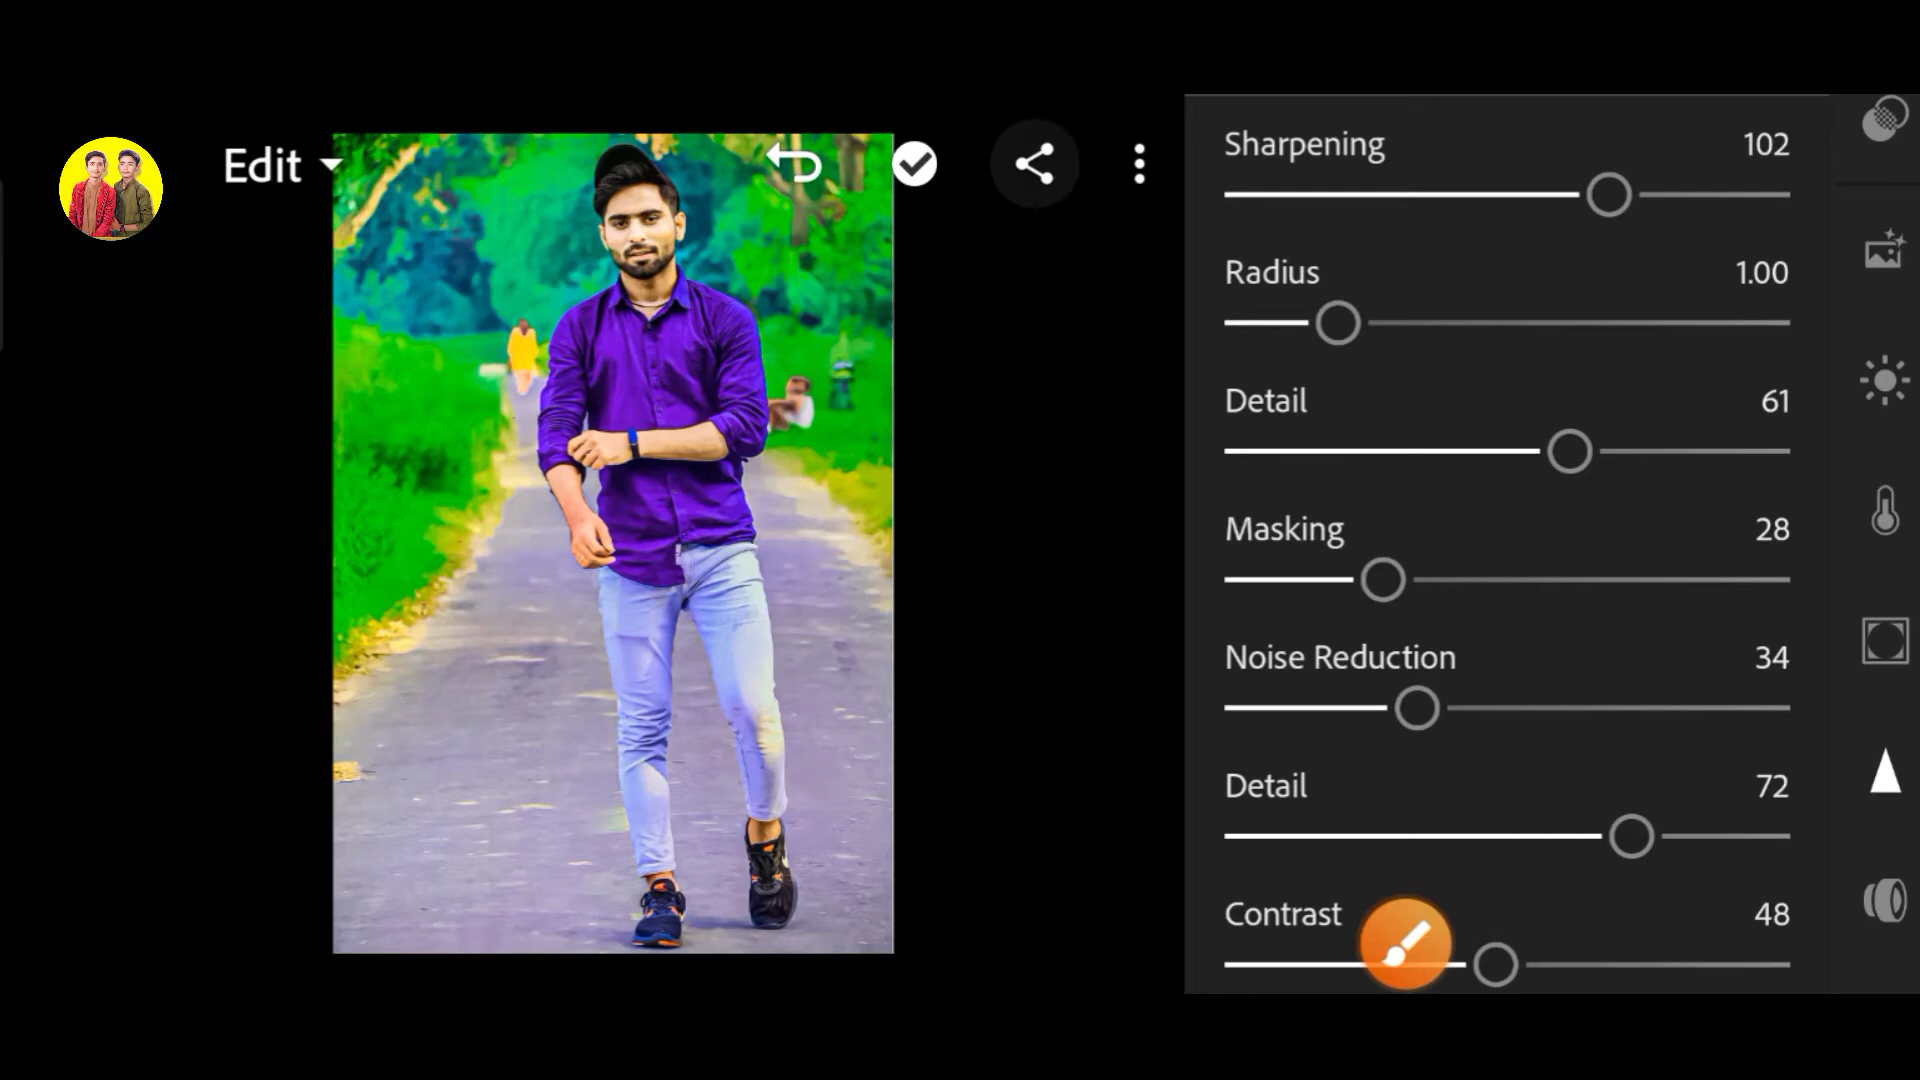 Edit
Sharpening 102
Radius 1.00
Detail 61
Masking 28
Noise Reduction 34
Detail 72
Contrast 48